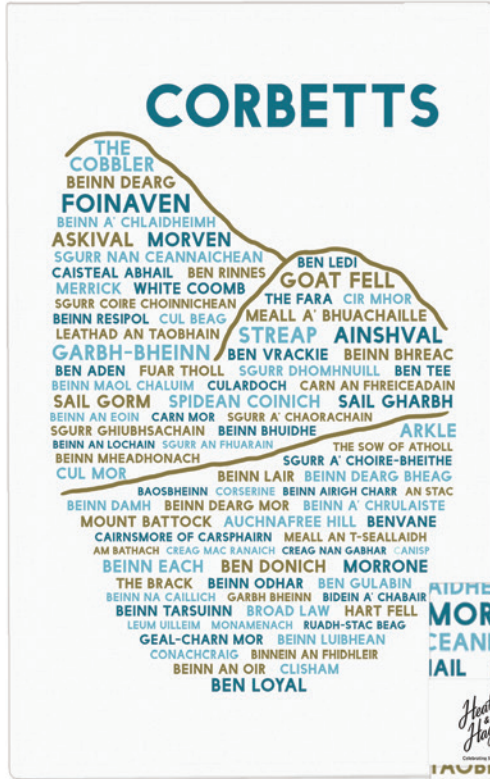 CORBETTS
THE
COBBLER
BEINN DEARG
FOINAVEN
BEINN A' CHLAIDHEIMH
ASKIVAL MORVEN
SGURR NAN CEANNAICHEAN
BEN LEDI
CAISTEAL ABHAIL BEN RINNES
GOAT FELL
MERRICK WHITE COOMB
THE FARA CIR MHOR
SGURR COIRE CHOINNICHEAN
MEALL A' BHUACHAILLE
BEINN RESIPOL CUL BEAG
LEATHAD AN TAOBHAIN
STREAP AINSHVAL
GARBH-BHEINN BEN VRACKIE BEINN BHREAC
BEN ADEN FUAR THOLL SGURR DHOMHNUILL BEN TEE
BEINN MAOL CHALUIM CULARDOCH CARN AN FHREICEADAIN
SAIL GORM SPIDEAN COINICH SAIL GHARBH
BEINN AN EOIN CARN MOR SGURR A' CHAORACHAIN
SGURR GHIUBHSACHAIN BEINN BHUIDHE ARKLE
BEINN AN LOCHAIN SGURR AN FHUARAIN
THE SOW OF ATHOLL
BEINN MHEADHONACH
SGURR A' CHOIRE-BHEITHE
CUL MOR
BEINN LAIR BEINN DEARG BHEAG
BAOSBHEINN CORSERINE BEINN AIRIGH CHARR AN STAC
BEINN DAMH BEINN DEARG MOR BEINN A' CHRULAISTE
MOUNT BATTOCK AUCHNAFREE HILL BENVANE
CAIRNSMORE OF CARSPHAIRN MEALL AN T-SEALLAIDH
AM BATHACH CREAG MAC RANAICH CREAG NAN GABHAR CANISP
BEINN EACH BEN DONICH MORRONE
THE BRACK BEINN ODHAR BEN GULABIN
BEINN NA CAILLICH GARBH BHEINN BIDEIN A' CHABAIR
BEINN TARSUINN BROAD LAW HART FELL
LEUM UILLEIM MONAMENACH RUADH-STAC BEAG
GEAL-CHARN MOR BEINN LUIBHEAN
CONACHCRAIG BINNEIN AN FHIDHLEIR
BEINN AN OIR CLISHAM
BEN LOYAL
AIDHE
MOR
CEANN
HAIL
Heat
&
Ha
Celebrating S
TAOBH